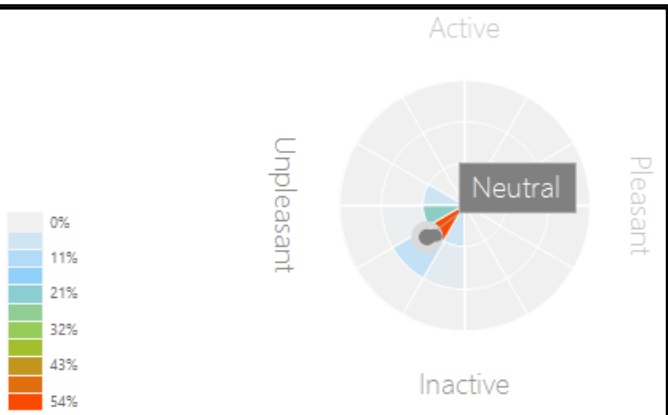 Active
Unpleasant
Neutral
Pleasant
0%
11%
21%
32%
43%
54%
Inactive